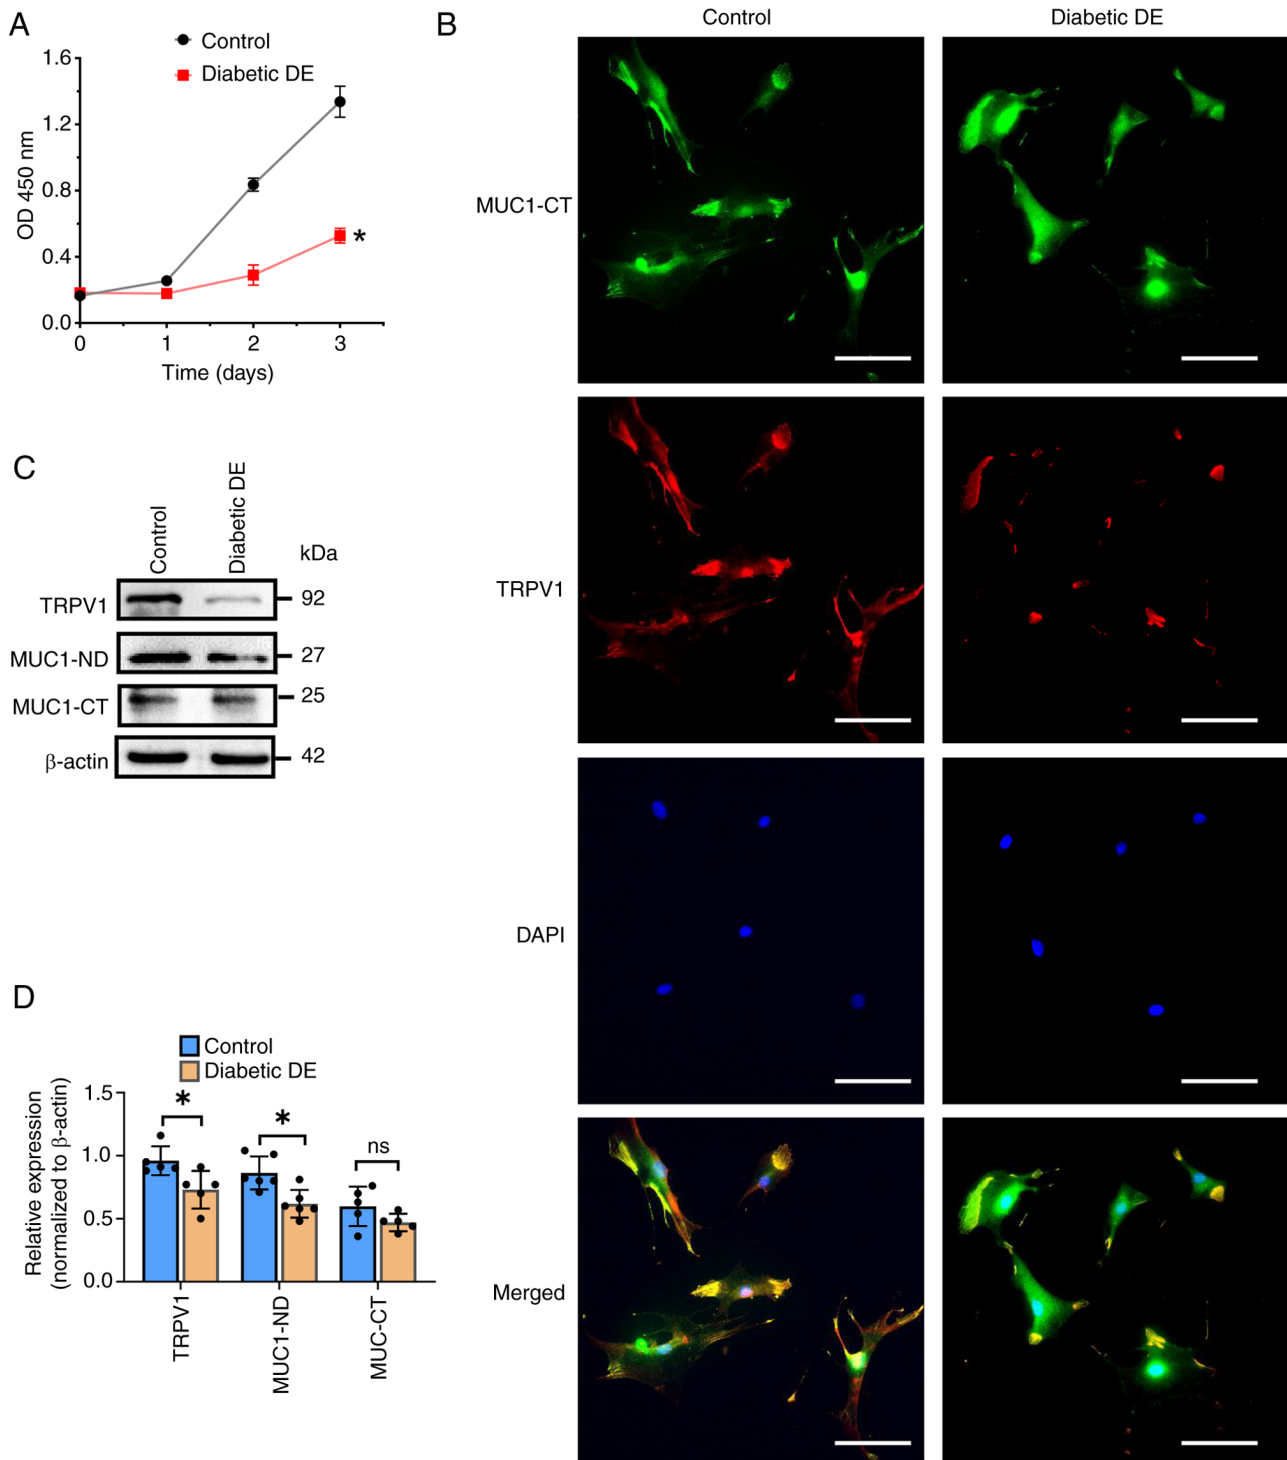 A
Control
Diabetic DE
OD 450 nm
1.6
1.2
0.8
0.4
0.0
*
0 1 2 3
Time (days)
B
Control Diabetic DE
MUC1-CT
TRPV1
DAPI
Merged
C
Control
Diabetic DE
kDa
TRPV1 92
MUC1-ND 27
MUC1-CT 25
β-actin 42
D
Control
Diabetic DE
Relative expression
(normalized to β-actin)
1.5
1.0
0.5
0.0
* * ns
TRPV1
MUC1-ND
MUC-CT